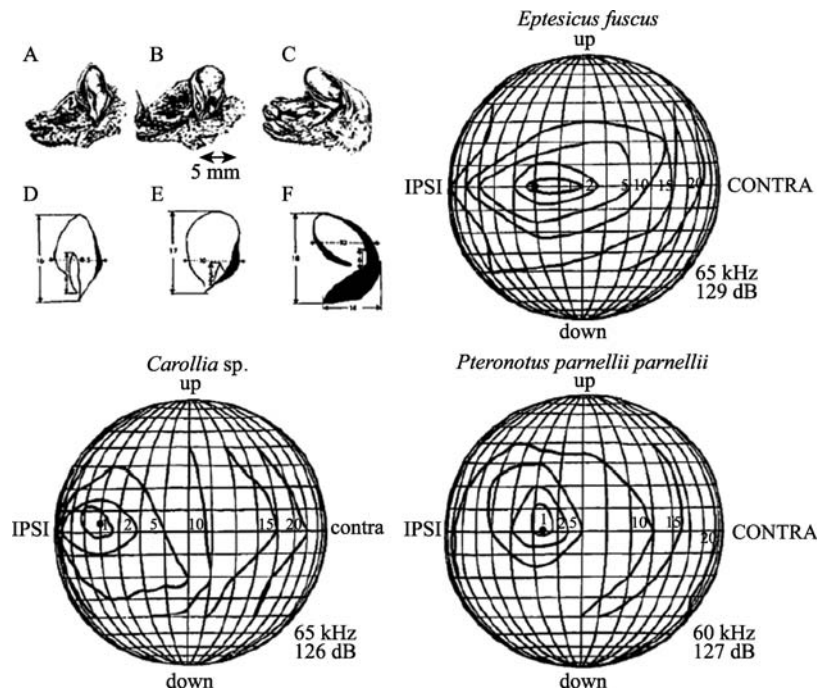 Eptesicus fuscus
up
A B C
5 mm
D E F
IPSI 1 2 5 10 15 20 CONTRA
65 kHz
129 dB
down
Carollia sp.
up
IPSI 1 2 5 10 15 20 contra
65 kHz
126 dB
down
Pteronotus parnellii parnellii
up
IPSI 1 2 5 10 15 20 CONTRA
60 kHz
127 dB
down